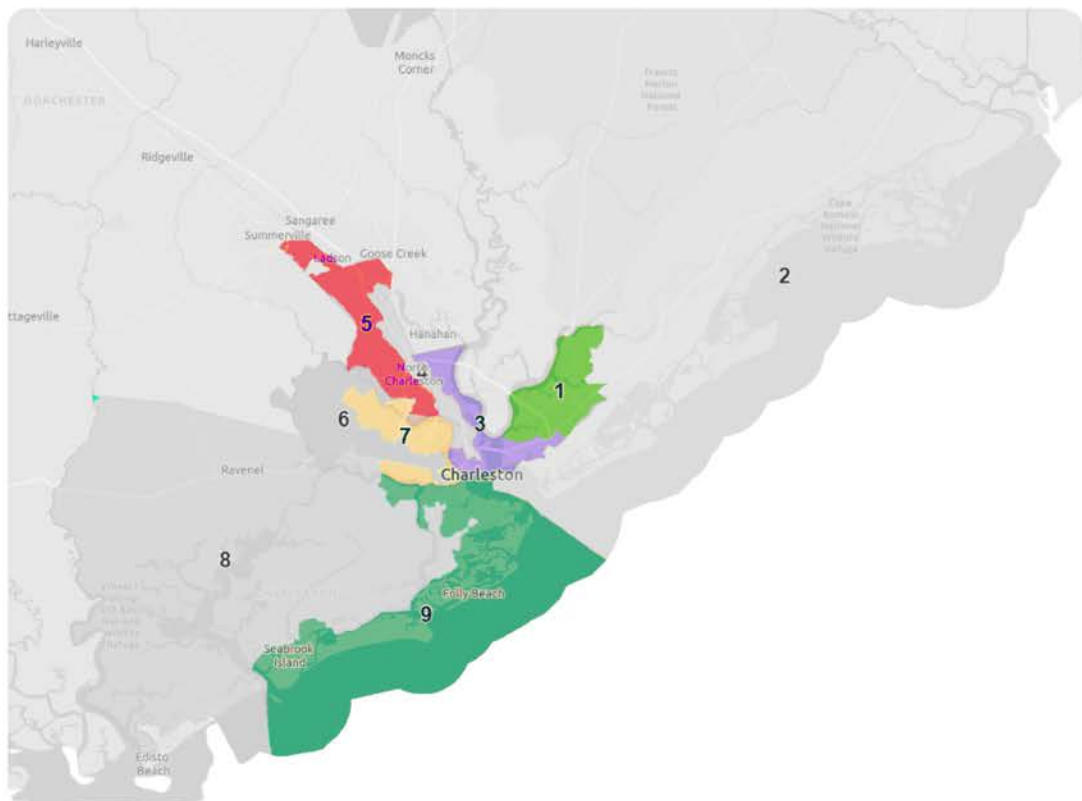 Harleyville
Moncks
Corner
Francis
Marion
National
Forest
DORCHESTER
Ridgeville
Cape
Romain
National
Wildlife
Refuge
Sangaree
Summerville
Ladson
Goose Creek
2
ttageville
5
Hanahan
North
Charleston
4
1
6
7
3
Ravenel
Charleston
8
Folly Beach
9
Seabrook
Island
Edisto
Beach